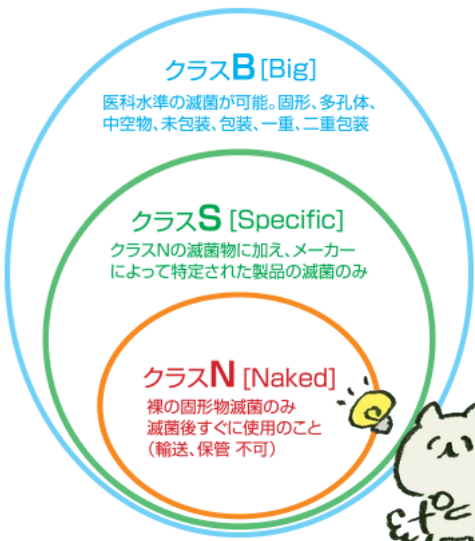 クラスB [Big]
医科水準の滅菌が可能。固形、多孔体、
中空物、未包装、包装、一重、二重包装
クラスS [Specific]
クラスNの滅菌物に加え、メーカー
によって特定された製品の滅菌のみ
クラスN [Naked]
裸の固形物滅菌のみ
滅菌後すぐに使用のこと
（輸送、保管 不可）